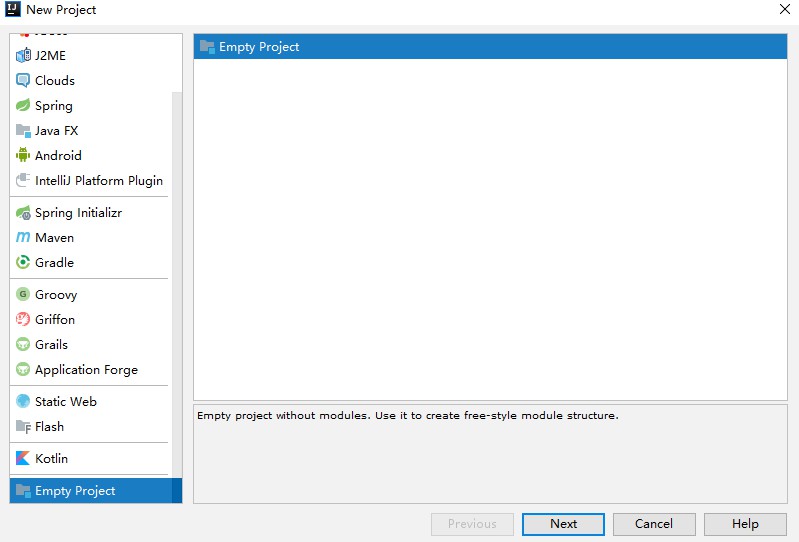 New Project
J2ME
Clouds
Spring
Java FX
Android
IntelliJ Platform Plugin
Spring Initializr
Maven
Gradle
Groovy
Griffon
Grails
Application Forge
Static Web
Flash
Kotlin
Empty Project
Empty Project
Empty project without modules. Use it to create free-style module structure.
Previous
Next
Cancel
Help